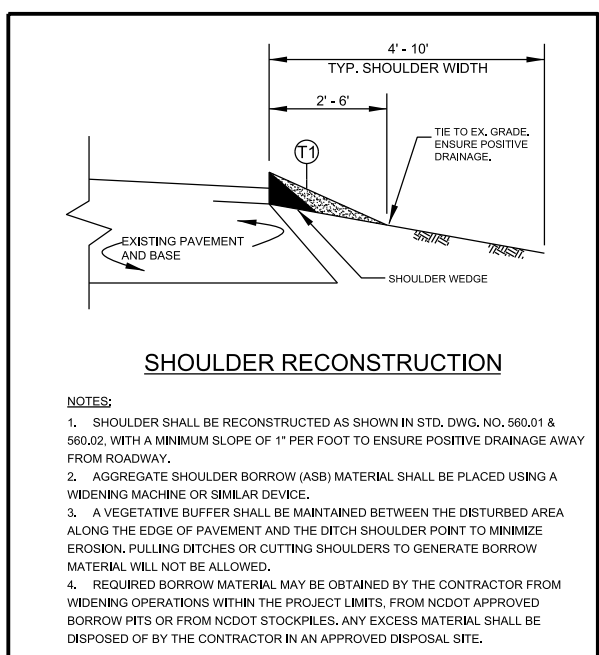 4' - 10'
TYP. SHOULDER WIDTH
2' - 6'
T1
TIE TO EX. GRADE.
ENSURE POSITIVE
DRAINAGE.
EXISTING PAVEMENT
AND BASE
SHOULDER WEDGE
SHOULDER RECONSTRUCTION
NOTES:
1. SHOULDER SHALL BE RECONSTRUCTED AS SHOWN IN STD. DWG. NO. 560.01 &
560.02, WITH A MINIMUM SLOPE OF 1" PER FOOT TO ENSURE POSITIVE DRAINAGE AWAY
FROM ROADWAY.
2. AGGREGATE SHOULDER BORROW (ASB) MATERIAL SHALL BE PLACED USING A
WIDENING MACHINE OR SIMILAR DEVICE.
3. A VEGETATIVE BUFFER SHALL BE MAINTAINED BETWEEN THE DISTURBED AREA
ALONG THE EDGE OF PAVEMENT AND THE DITCH SHOULDER POINT TO MINIMIZE
EROSION. PULLING DITCHES OR CUTTING SHOULDERS TO GENERATE BORROW
MATERIAL WILL NOT BE ALLOWED.
4. REQUIRED BORROW MATERIAL MAY BE OBTAINED BY THE CONTRACTOR FROM
WIDENING OPERATIONS WITHIN THE PROJECT LIMITS, FROM NCDOT APPROVED
BORROW PITS OR FROM NCDOT STOCKPILES. ANY EXCESS MATERIAL SHALL BE
DISPOSED OF BY THE CONTRACTOR IN AN APPROVED DISPOSAL SITE.